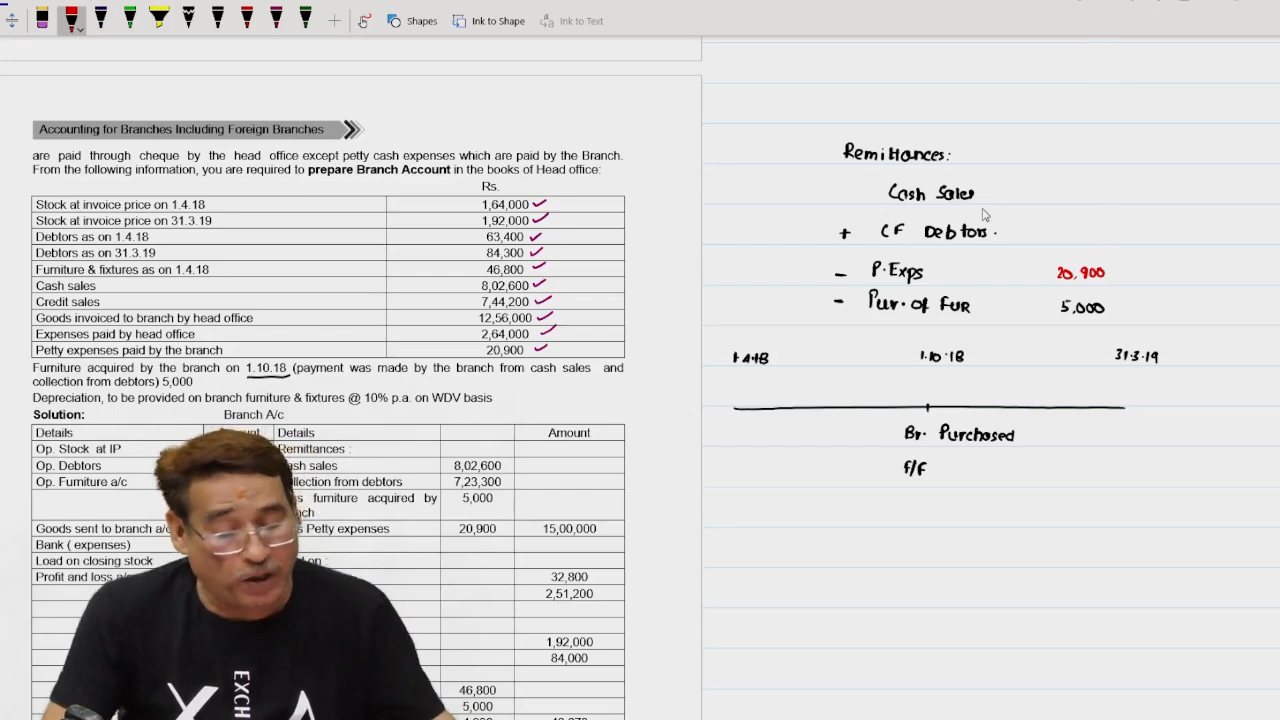 Shapes
Ink to Shape
Ink to Text
Accounting for Branches Including Foreign Branches
are paid through cheque by the head office except petty cash expenses which are paid by the Branch.
From the following information, you are required to prepare Branch Account in the books of Head office:
Rs.
Stock at invoice price on 1.4.18 1,64,000
Stock at invoice price on 31.3.19 1,92,000
Debtors as on 1.4.18 63,400
Debtors as on 31.3.19 84,300
Furniture & fixtures as on 1.4.18 46,800
Cash sales 8,02,600
Credit sales 7,44,200
Goods invoiced to branch by head office 12,56,000
Expenses paid by head office 2,64,000
Petty expenses paid by the branch 20,900
Furniture acquired by the branch on 1.10.18 (payment was made by the branch from cash sales and
collection from debtors) 5,000
Depreciation, to be provided on branch furniture & fixtures @ 10% p.a. on WDV basis
Solution: Branch A/c
Details Details Amount
Op. Stock at IP Remittances :
Op. Debtors sales 8,02,600
Op. Furniture a/c collection from debtors 7,23,300
furniture acquired by 5,000
Goods sent to branch a/c Petty expenses 20,900 15,00,000
Bank ( expenses)
Load on closing stock :
Profit and loss 32,800
2,51,200
1,92,000
84,000
46,800
5,000
EXCH
Remittances:
Cash Sales
+ CF Debtors.
- P.Exps 20,900
- Pur. of FUR 5,000
1.4.18 1.10.18 31.3.19
Br. Purchased
F/F